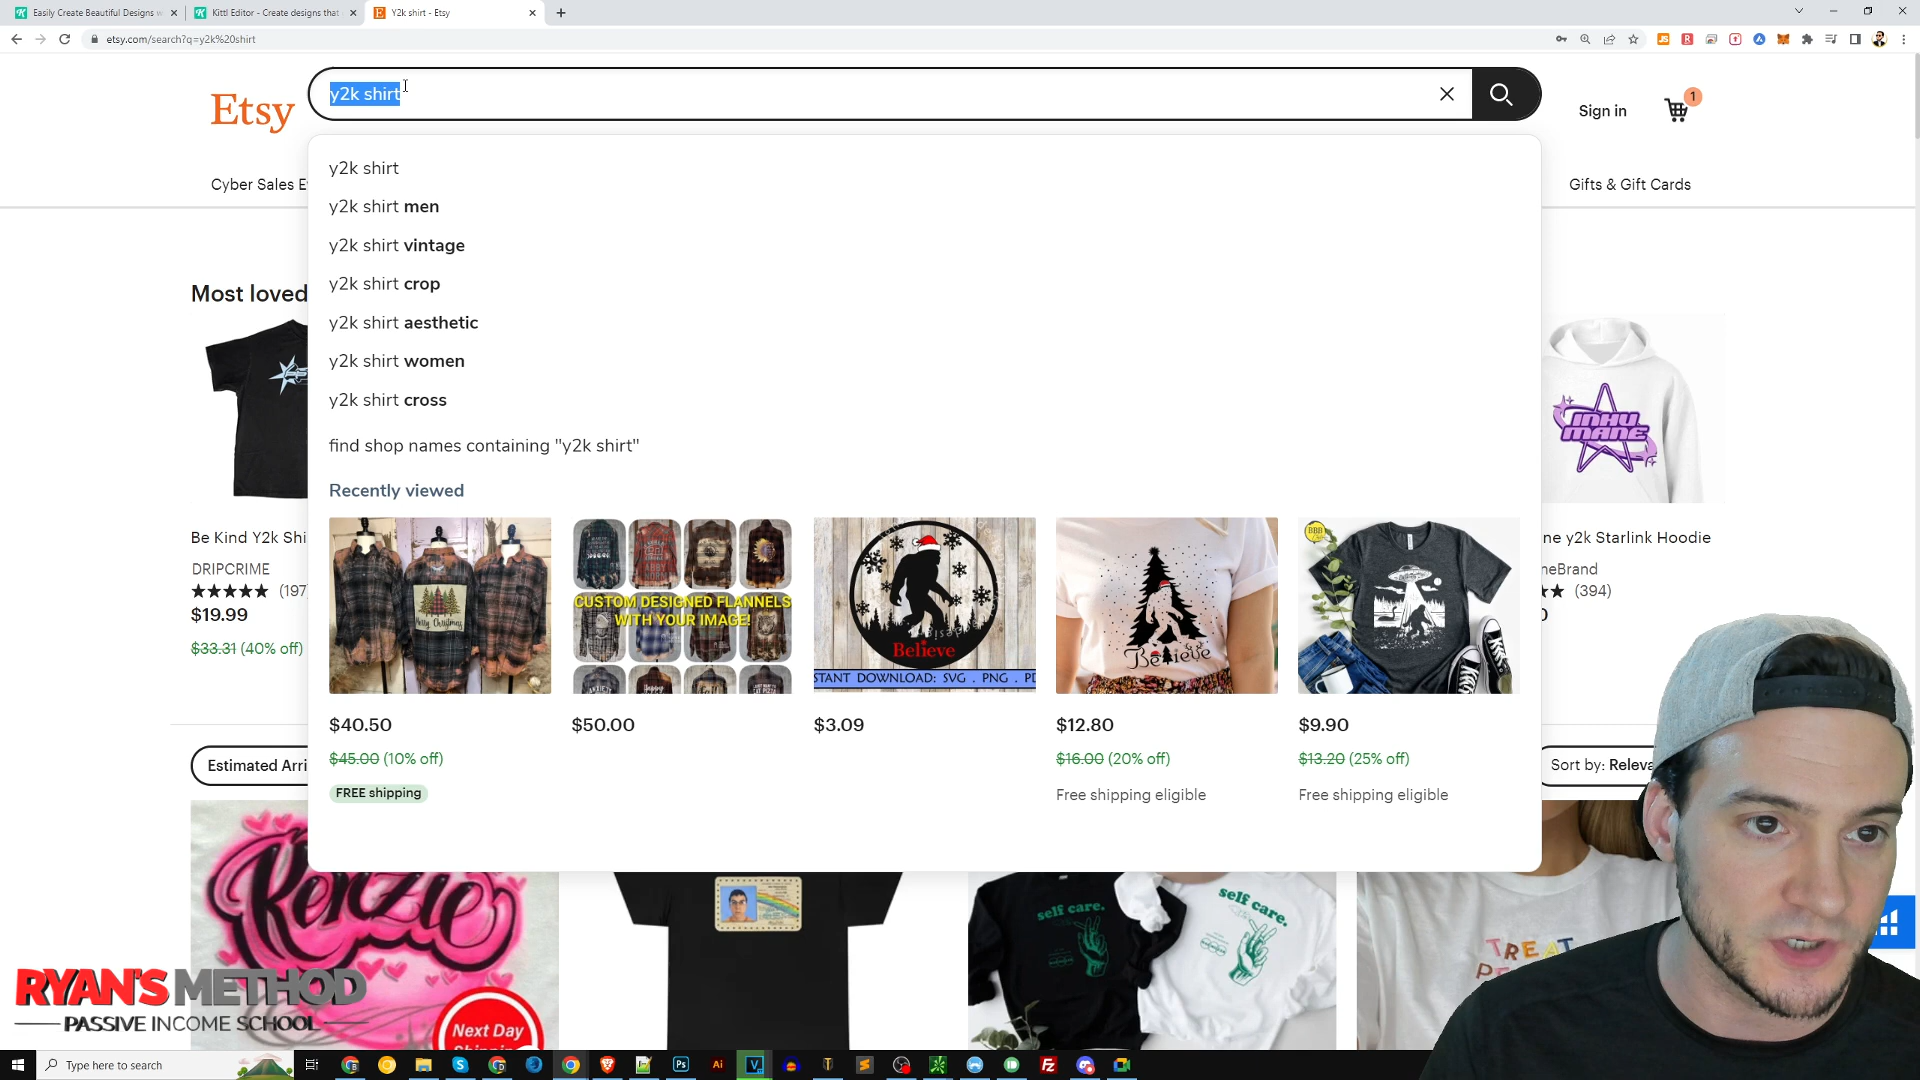 Easily Create Beautiful Designs w
Kittl Editor - Create designs that
Y2k shirt - Etsy
etsy.com/search?q=y2k%20shirt
Etsy
y2k shirt
Sign in
1
Cyber Sales E
Gifts & Gift Cards
y2k shirt
y2k shirt men
y2k shirt vintage
y2k shirt crop
y2k shirt aesthetic
y2k shirt women
y2k shirt cross
find shop names containing "y2k shirt"
Recently viewed
CUSTOM DESIGNED FLANNELS
WITH YOUR IMAGE!
Merry Christmas
Believe
STANT DOWNLOAD: SVG . PNG . PD
Believe
$40.50
$45.00 (10% off)
FREE shipping
$50.00
$3.09
$12.80
$16.00 (20% off)
Free shipping eligible
$9.90
$13.20 (25% off)
Free shipping eligible
Most loved
Be Kind Y2k Shi
DRIPCRIME
(197)
$19.99
$33.31 (40% off)
INHU
MANE
ne y2k Starlink Hoodie
neBrand
(394)
Estimated Arri
Sort by: Releva
Kenzie
Next Day
self care.
self care.
TREAT
RYAN'S METHOD
PASSIVE INCOME SCHOOL
Type here to search